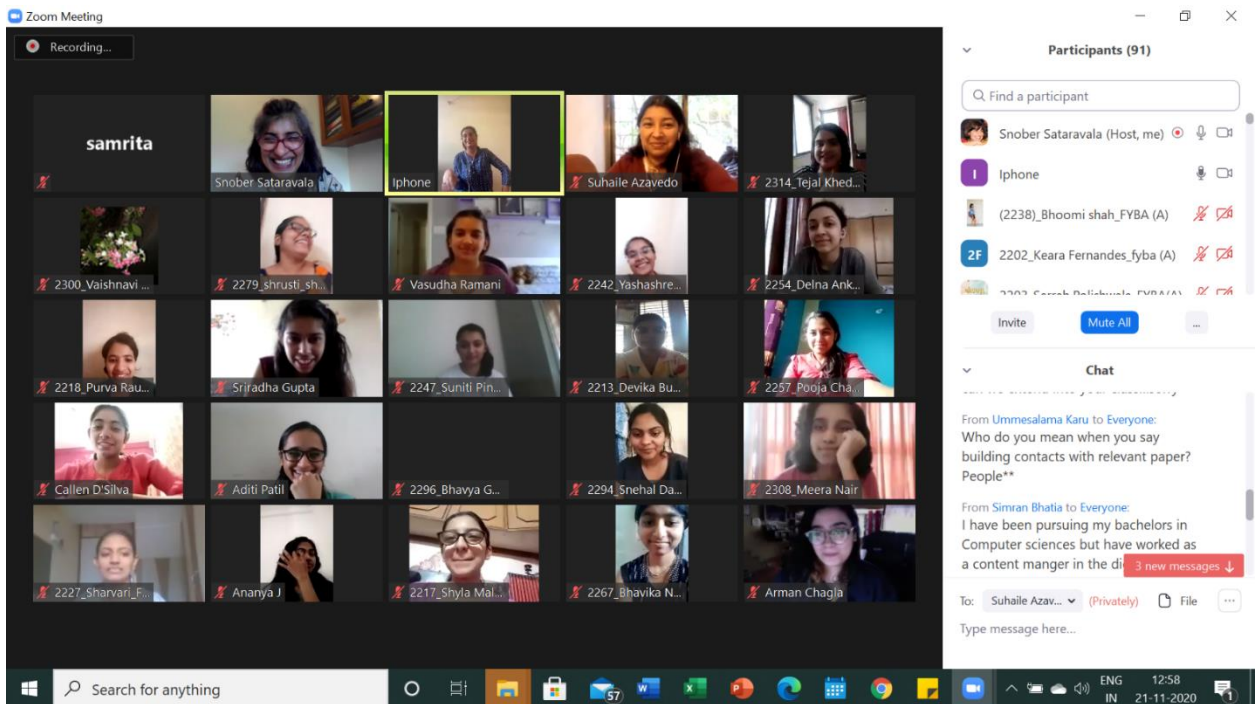 Zoom Meeting
Recording...
samrita
Snober Sataravala
Iphone
Suhaile Azavedo
2314_Tejal Khed...
2300_Vaishnavi ...
2279_shrusti_sh...
Vasudha Ramani
2242_Yashashre...
2254_Delna Ank...
2218_Purva Rau...
Sriradha Gupta
2247_Suniti Pin...
2213_Devika Bu...
2257_Pooja Cha...
Callen D'Silva
Aditi Patil
2296_Bhavya G...
2294_Snehal Da...
2308_Meera Nair
2227_Sharvari_F...
Ananya J
2217_Shyla Mal...
2267_Bhavika N...
Arman Chagla
Participants (91)
Find a participant
Snober Sataravala (Host, me)
I Iphone
(2238)_Bhoomi shah_FYBA (A)
2F 2202_Keara Fernandes_fyba (A)
Invite
Mute All
...
Chat
From Ummesalama Karu to Everyone:
Who do you mean when you say
building contacts with relevant paper?
People**
From Simran Bhatia to Everyone:
I have been pursuing my bachelors in
Computer sciences but have worked as
a content manger in the di
3 new messages ↓
To: Suhaile Azav... (Privately) File ...
Type message here...
Search for anything
57
ENG
IN
12:58
21-11-2020
1